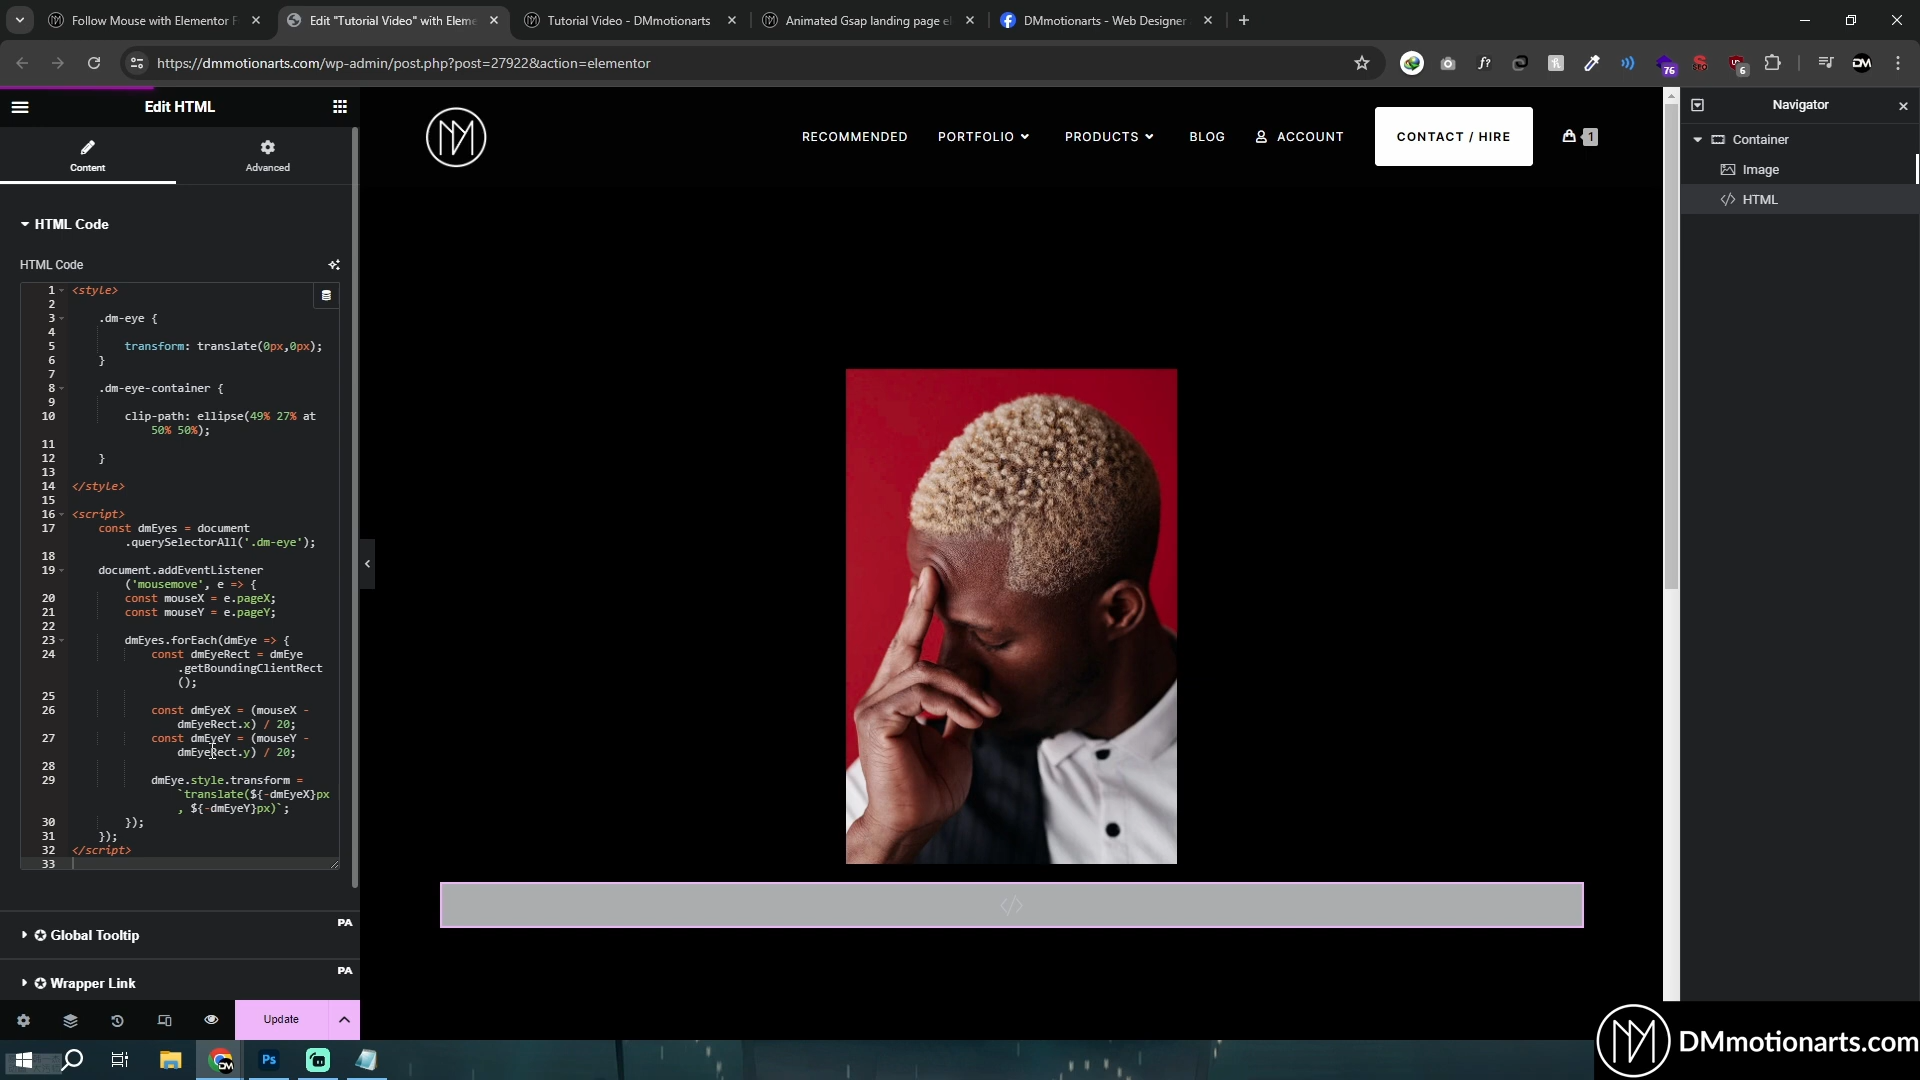 Follow Mouse with Elementor F
Edit "Tutorial Video" with Eleme
Tutorial Video - DMmotionarts
Animated Gsap landing page el
DMmotionarts - Web Designer
https://dmmotionarts.com/wp-admin/post.php?post=27922&action=elementor
f?
76
6
DM
Edit HTML
Content
Advanced
HTML Code
HTML Code
1 <style>
2
3 .dm-eye {
4
5 transform: translate(0px,0px);
6 }
7
8 .dm-eye-container {
9
10 clip-path: ellipse(49% 27% at
50% 50%);
11
12 }
13
14 </style>
15
16 <script>
17 const dmEyes = document
.querySelectorAll('.dm-eye');
18
19 document.addEventListener
('mousemove', e => {
20 const mouseX = e.pageX;
21 const mouseY = e.pageY;
22
23 dmEyes.forEach(dmEye => {
24 const dmEyeRect = dmEye
.getBoundingClientRect
();
25
26 const dmEyeX = (mouseX -
dmEyeRect.x) / 20;
27 const dmEyeY = (mouseY -
dmEyeRect.y) / 20;
28
29 dmEye.style.transform =
`translate(${-dmEyeX}px
, ${-dmEyeY}px)`;
30 });
31 });
32 </script>
33
PA
Global Tooltip
PA
Wrapper Link
Update
RECOMMENDED
PORTFOLIO
PRODUCTS
BLOG
ACCOUNT
CONTACT / HIRE
1
Navigator
Container
Image
HTML
Ps
DMmotionarts.com